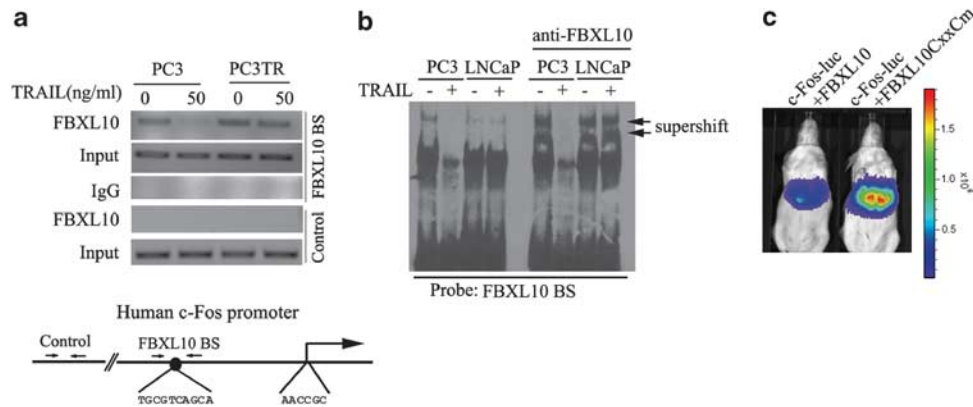 a
PC3 PC3TR
TRAIL(ng/ml) 0 50 0 50
FBXL10
Input
IgG
FBXL10
Input
FBXL10 BS
Control
Human c-Fos promoter
Control
FBXL10 BS
TGCGTCAGCA
AACCGC
b
anti-FBXL10
PC3 LNCaP PC3 LNCaP
TRAIL - + - + - + - +
supershift
Probe: FBXL10 BS
c
c-Fos-luc
+FBXL10
c-Fos-luc
+FBXL10CxxCm
1.5
1.0
0.5